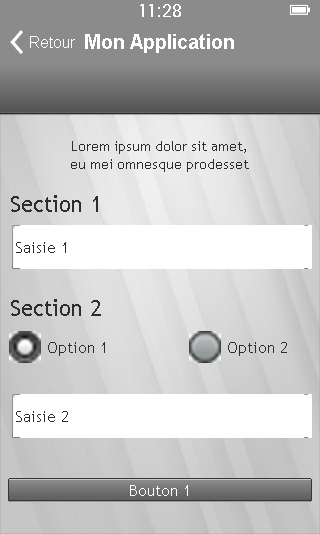 11:28
Retour Mon Application
Lorem ipsum dolor sit amet,
eu mei omnesque prodesset
Section 1
Saisie 1
Section 2
Option 1 Option 2
Saisie 2
Bouton 1